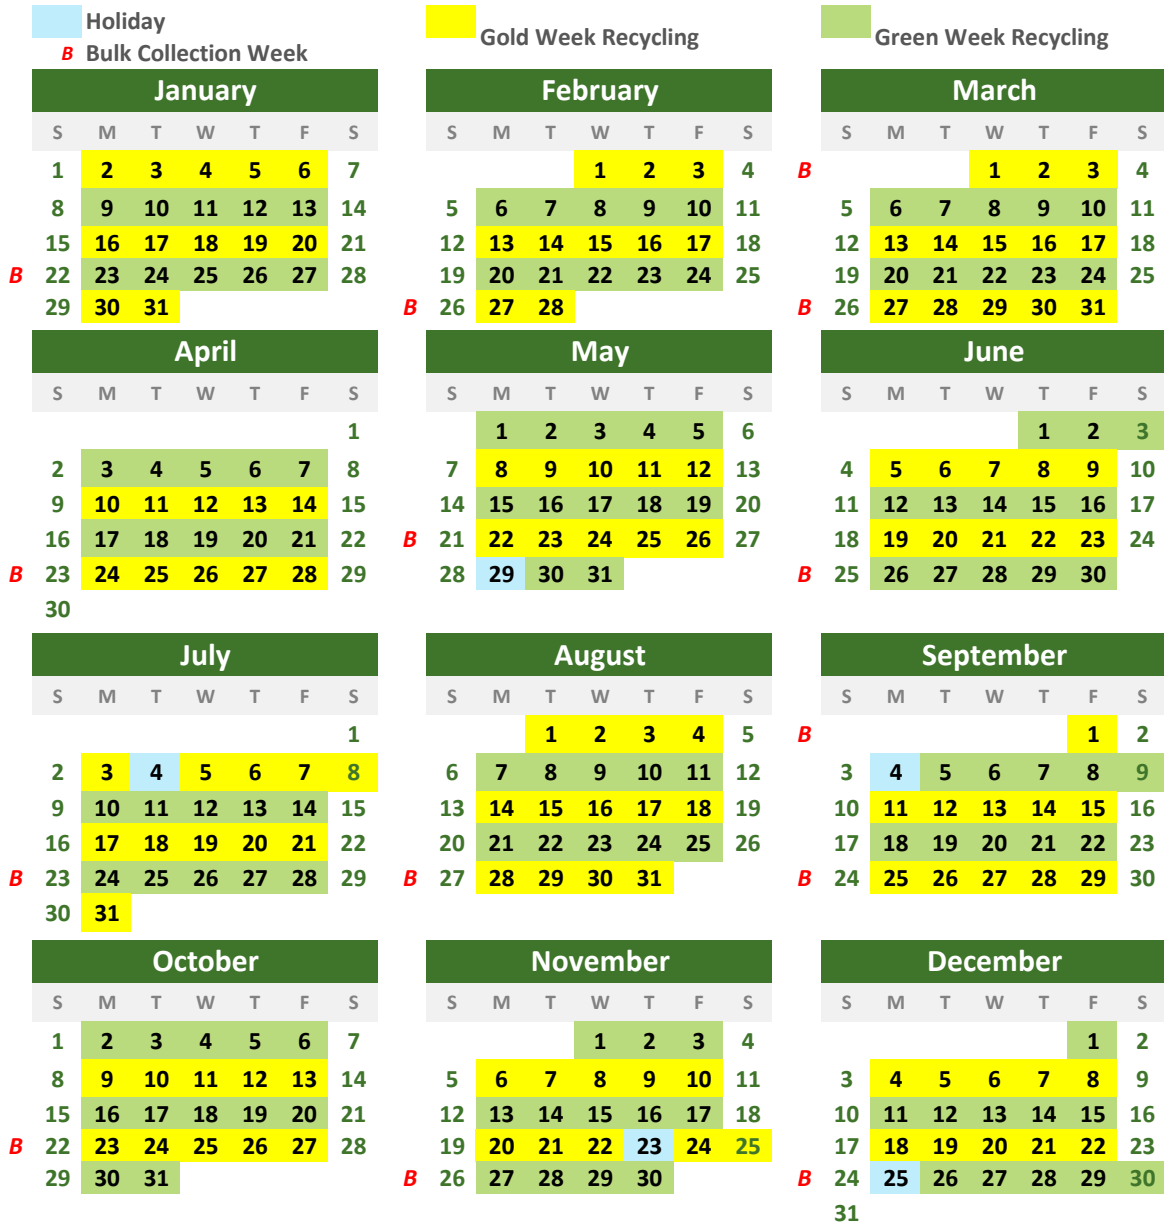 Holiday
B Bulk Collection Week
Gold Week Recycling
Green Week Recycling
January
S M T W T F S
1 2 3 4 5 6 7
8 9 10 11 12 13 14
15 16 17 18 19 20 21
B 22 23 24 25 26 27 28
29 30 31
February
S M T W T F S
1 2 3 4
5 6 7 8 9 10 11
12 13 14 15 16 17 18
19 20 21 22 23 24 25
B 26 27 28
March
S M T W T F S
B 1 2 3 4
5 6 7 8 9 10 11
12 13 14 15 16 17 18
19 20 21 22 23 24 25
B 26 27 28 29 30 31
April
S M T W T F S
1
2 3 4 5 6 7 8
9 10 11 12 13 14 15
16 17 18 19 20 21 22
B 23 24 25 26 27 28 29
30
May
S M T W T F S
1 2 3 4 5 6
7 8 9 10 11 12 13
14 15 16 17 18 19 20
B 21 22 23 24 25 26 27
28 29 30 31
June
S M T W T F S
1 2 3
4 5 6 7 8 9 10
11 12 13 14 15 16 17
18 19 20 21 22 23 24
B 25 26 27 28 29 30
July
S M T W T F S
1
2 3 4 5 6 7 8
9 10 11 12 13 14 15
16 17 18 19 20 21 22
B 23 24 25 26 27 28 29
30 31
August
S M T W T F S
1 2 3 4 5
6 7 8 9 10 11 12
13 14 15 16 17 18 19
20 21 22 23 24 25 26
B 27 28 29 30 31
September
S M T W T F S
B 1 2
3 4 5 6 7 8 9
10 11 12 13 14 15 16
17 18 19 20 21 22 23
B 24 25 26 27 28 29 30
October
S M T W T F S
1 2 3 4 5 6 7
8 9 10 11 12 13 14
15 16 17 18 19 20 21
B 22 23 24 25 26 27 28
29 30 31
November
S M T W T F S
1 2 3 4
5 6 7 8 9 10 11
12 13 14 15 16 17 18
19 20 21 22 23 24 25
B 26 27 28 29 30
December
S M T W T F S
1 2
3 4 5 6 7 8 9
10 11 12 13 14 15 16
17 18 19 20 21 22 23
B 24 25 26 27 28 29 30
31